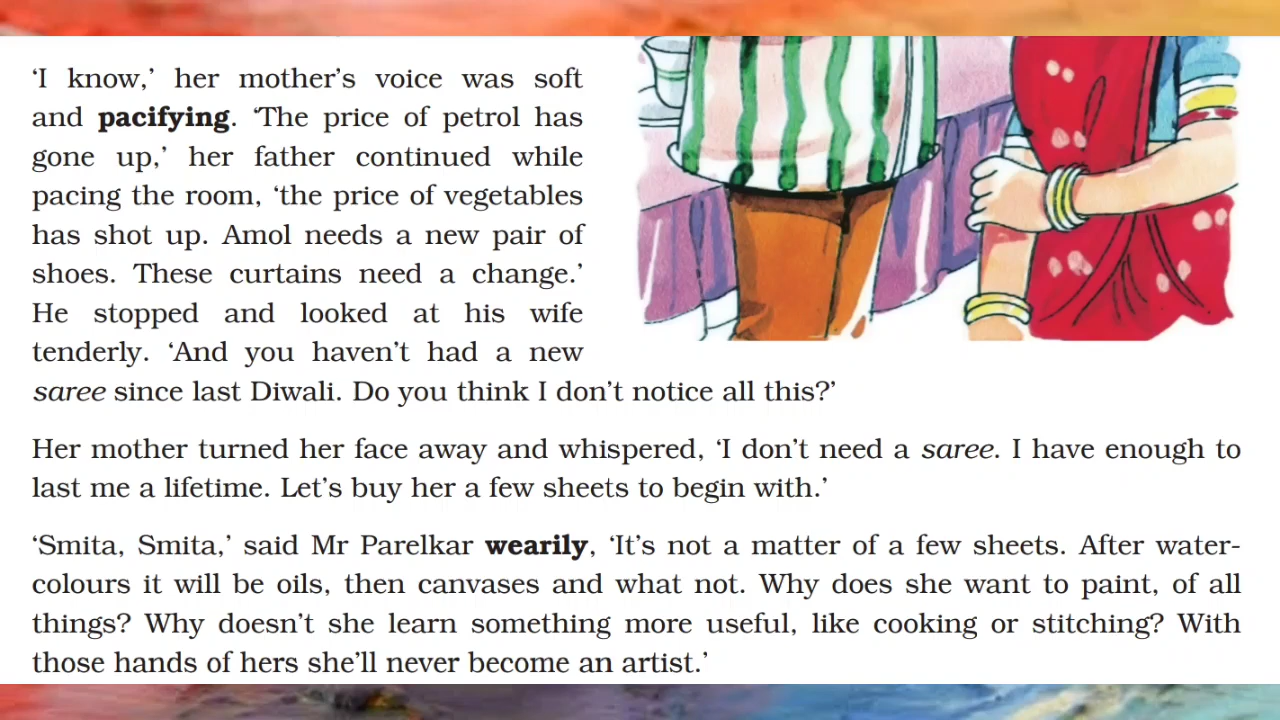 ‘I know,’ her mother’s voice was soft
and pacifying. ‘The price of petrol has
gone up,’ her father continued while
pacing the room, ‘the price of vegetables
has shot up. Amol needs a new pair of
shoes. These curtains need a change.’
He stopped and looked at his wife
tenderly. ‘And you haven’t had a new
saree since last Diwali. Do you think I don’t notice all this?’
Her mother turned her face away and whispered, ‘I don’t need a saree. I have enough to
last me a lifetime. Let’s buy her a few sheets to begin with.’
‘Smita, Smita,’ said Mr Parelkar wearily, ‘It’s not a matter of a few sheets. After water-
colours it will be oils, then canvases and what not. Why does she want to paint, of all
things? Why doesn’t she learn something more useful, like cooking or stitching? With
those hands of hers she’ll never become an artist.’